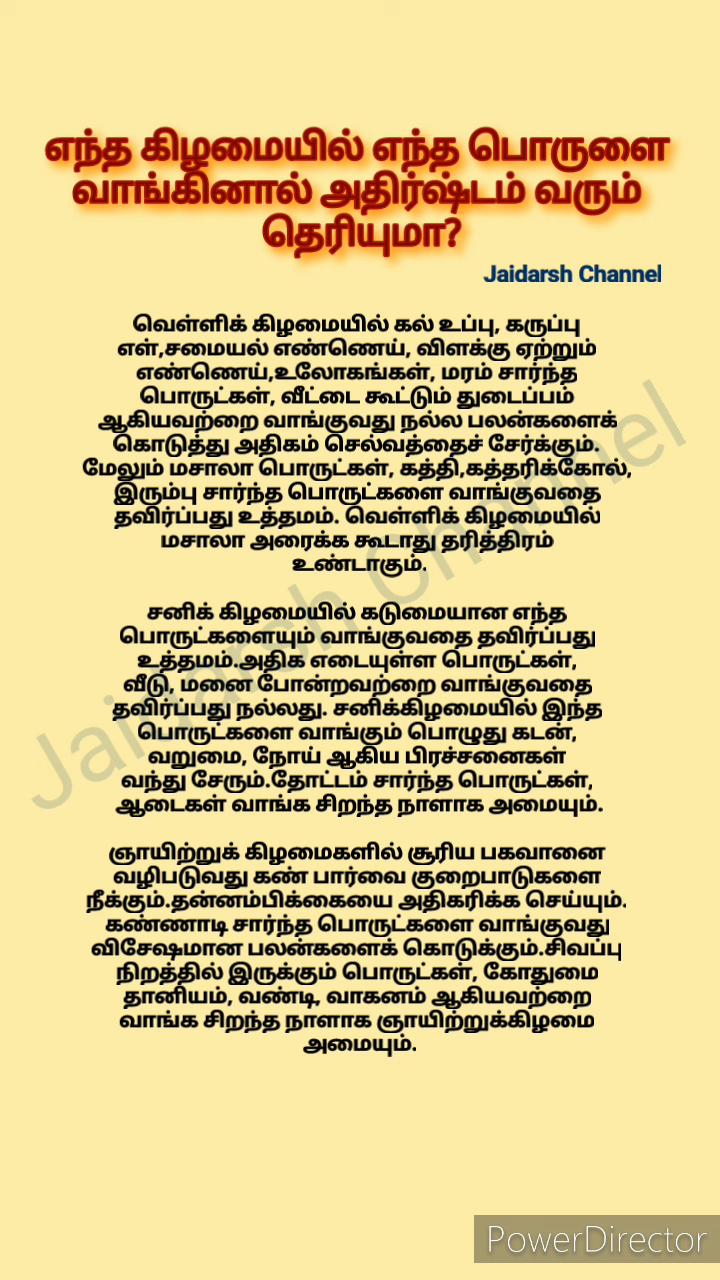 எந்த கிழமையில் எந்த பொருளை
வாங்கினால் அதிர்ஷ்டம் வரும்
தெரியுமா?
Jaidarsh Channel
வெள்ளிக் கிழமையில் கல் உப்பு, கருப்பு
எள்,சமையல் எண்ணெய், விளக்கு ஏற்றும்
எண்ணெய்,உலோகங்கள், மரம் சார்ந்த
பொருட்கள், வீட்டை கூட்டும் துடைப்பம்
ஆகியவற்றை வாங்குவது நல்ல பலன்களைக்
கொடுத்து அதிகம் செல்வத்தைச் சேர்க்கும்.
மேலும் மசாலா பொருட்கள், கத்தி,கத்தரிக்கோல்,
இரும்பு சார்ந்த பொருட்களை வாங்குவதை
தவிர்ப்பது உத்தமம். வெள்ளிக் கிழமையில்
மசாலா அரைக்க கூடாது தரித்திரம்
உண்டாகும்.
சனிக் கிழமையில் கடுமையான எந்த
பொருட்களையும் வாங்குவதை தவிர்ப்பது
உத்தமம்.அதிக எடையுள்ள பொருட்கள்,
வீடு, மனை போன்றவற்றை வாங்குவதை
தவிர்ப்பது நல்லது. சனிக்கிழமையில் இந்த
பொருட்களை வாங்கும் பொழுது கடன்,
வறுமை, நோய் ஆகிய பிரச்சனைகள்
வந்து சேரும்.தோட்டம் சார்ந்த பொருட்கள்,
ஆடைகள் வாங்க சிறந்த நாளாக அமையும்.
ஞாயிற்றுக் கிழமைகளில் சூரிய பகவானை
வழிபடுவது கண் பார்வை குறைபாடுகளை
நீக்கும்.தன்னம்பிக்கையை அதிகரிக்க செய்யும்.
கண்ணாடி சார்ந்த பொருட்களை வாங்குவது
விசேஷமான பலன்களைக் கொடுக்கும்.சிவப்பு
நிறத்தில் இருக்கும் பொருட்கள், கோதுமை
தானியம், வண்டி, வாகனம் ஆகியவற்றை
வாங்க சிறந்த நாளாக ஞாயிற்றுக்கிழமை
அமையும்.
Jaidarsh Channel
PowerDirector